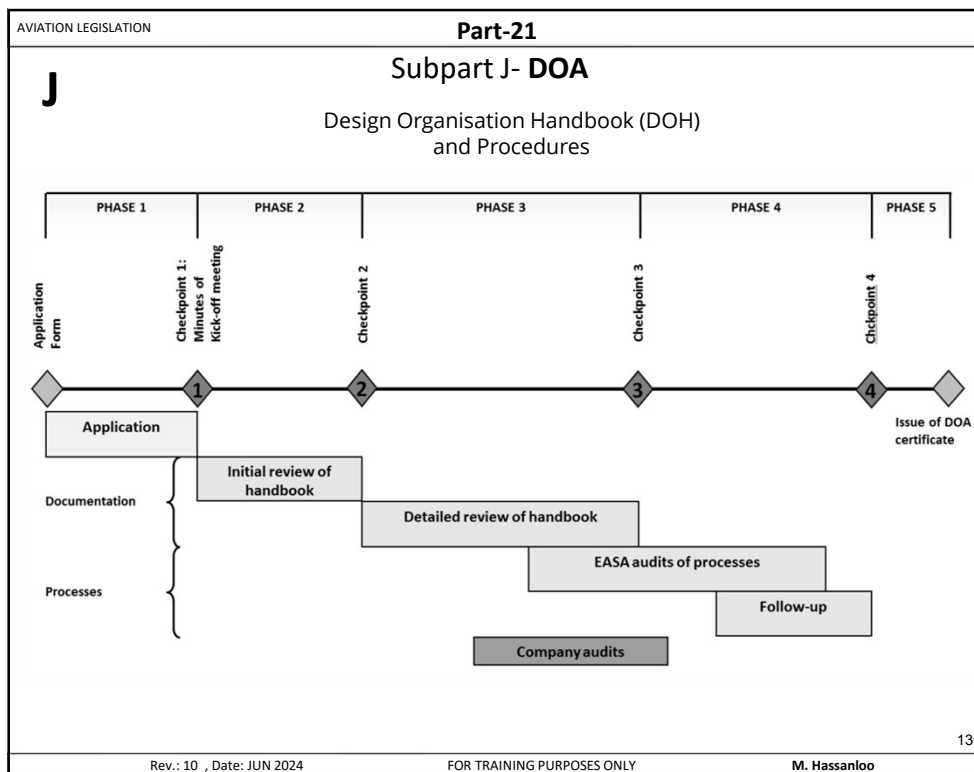 AVIATION LEGISLATION
Part-21
J
Subpart J- DOA
Design Organisation Handbook (DOH)
and Procedures
PHASE 1
PHASE 2
PHASE 3
PHASE 4
PHASE 5
Application
Form
Checkpoint 1:
Minutes of
Kick-off meeting
Checkpoint 2
Checkpoint 3
Chckpoint 4
1
2
3
4
Issue of DOA
certificate
Application
Initial review of
handbook
Documentation
Detailed review of handbook
EASA audits of processes
Processes
Follow-up
Company audits
13
Rev.: 10 , Date: JUN 2024
FOR TRAINING PURPOSES ONLY
M. Hassanloo